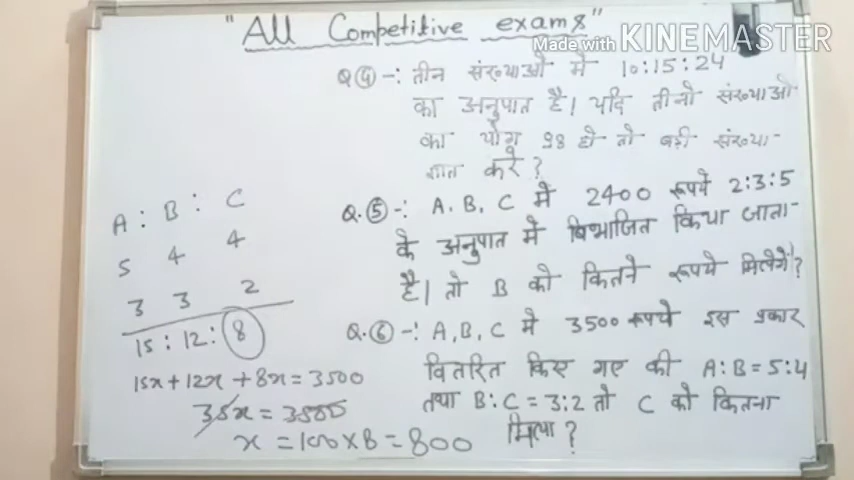 "All Competitive exams"
Made with KINEMASTER
Q④-: तीन संख्याओ मे 10:15:24
का अनुपात है। यदि तीनो संख्याओ
का योग 98 हो तो बड़ी संख्या-
ज्ञात करे?
Q.⑤-: A.B,C मे 2400 रूपये 2:3:5
के अनुपात मे विभाजित किया जाता-
है। तो B को कितने रूपये मिलेगें?
Q.⑥-: A,B,C मे 3500 रूपये इस प्रकार
वितरित किए गए की A:B=5:4
तथा B:C=3:2 तो C को कितना
मिला?
A : B : C
5 4 4
3 3 2
15 : 12 : 8
15x+12x+8x=3500
35x = 3500
x = 100×8=800